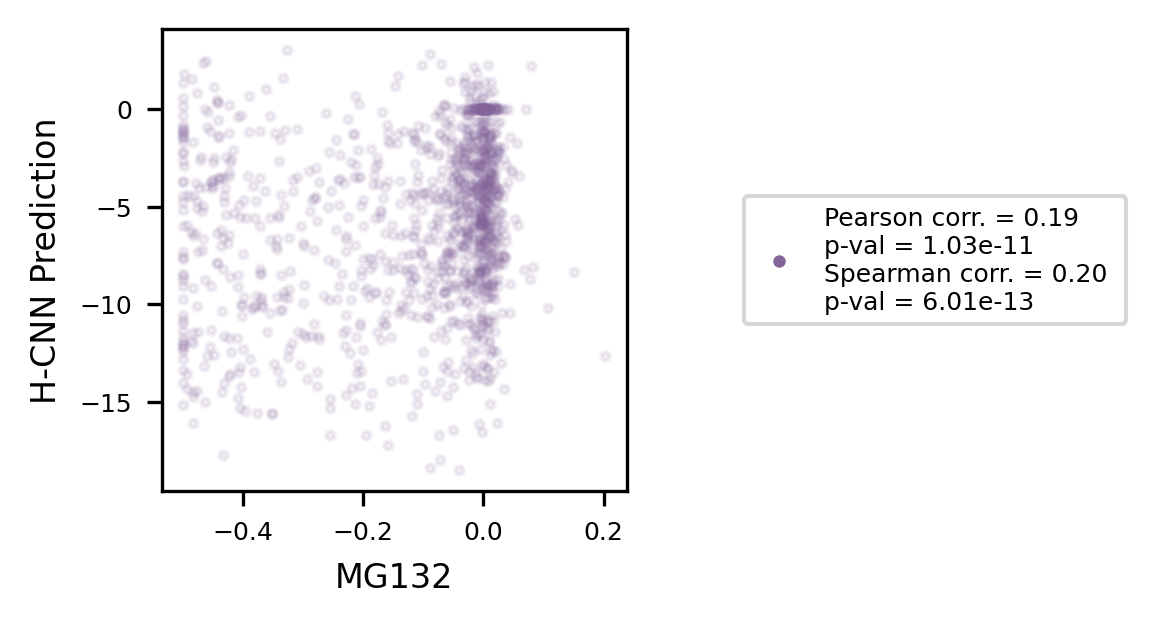 0
−5
−10
−15
H-CNN Prediction
−0.4
−0.2
0.0
0.2
MG132
Pearson corr. = 0.19
p-val = 1.03e-11
Spearman corr. = 0.20
p-val = 6.01e-13